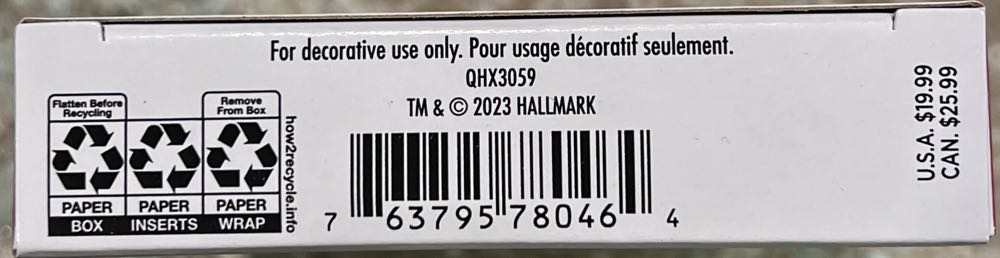 For decorative use only. Pour usage décoratif seulement.
QHX3059
TM & © 2023 HALLMARK
Flatten Before
Recycling
Remove
From Box
PAPER PAPER PAPER
BOX INSERTS WRAP
how2recycle.info
7 63795 78046 4
U.S.A. $19.99
CAN. $25.99